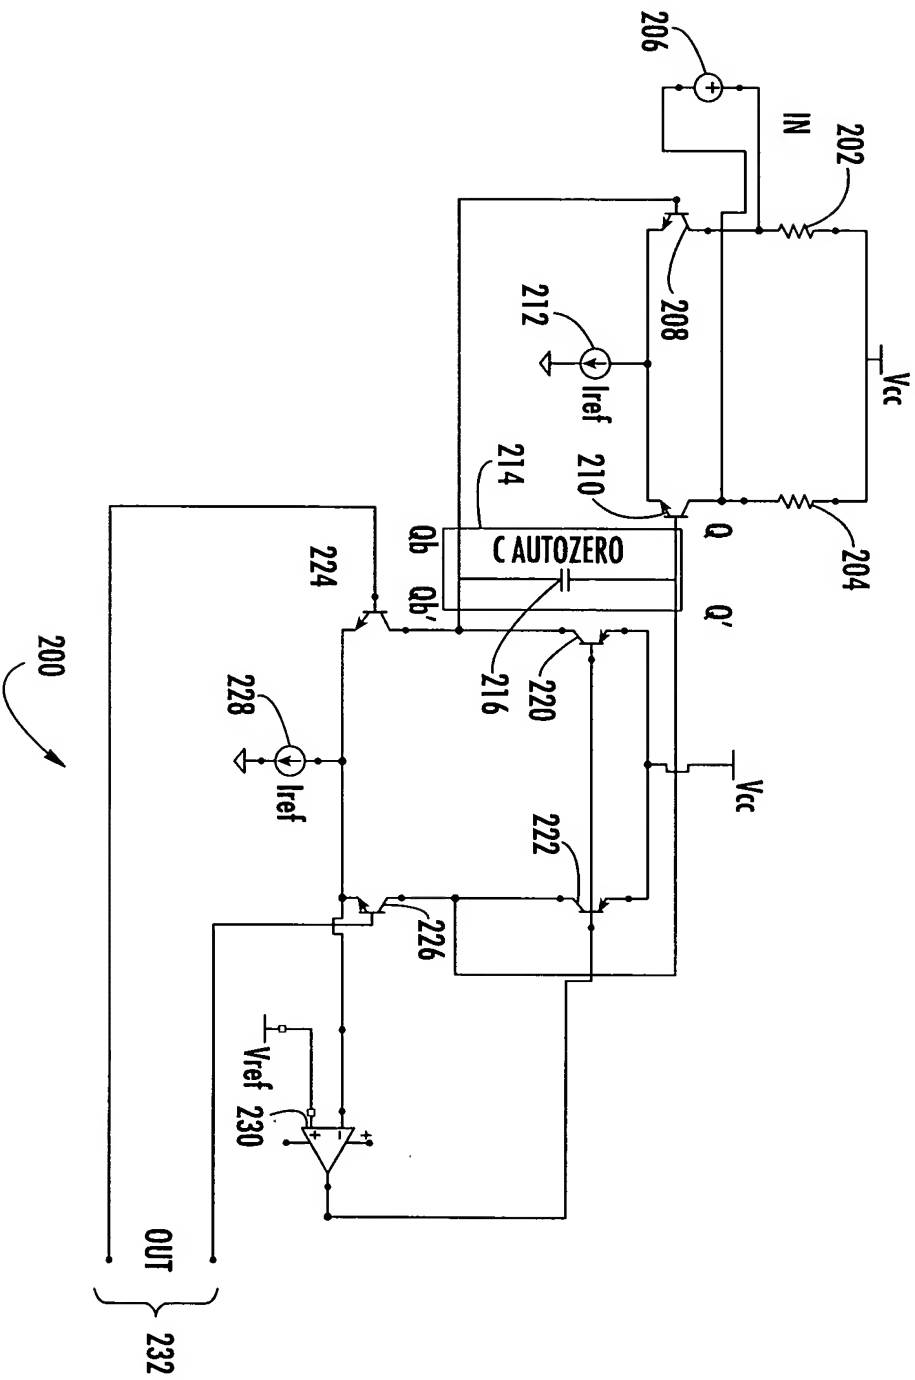 206
IN
202
208
Vcc
212
Iref
210
214
Q
204
C AUTOZERO
Qb
Qb'
Q'
216
220
224
200
228
Iref
Vcc
222
226
Vref
230
+
-
+
+
OUT
232